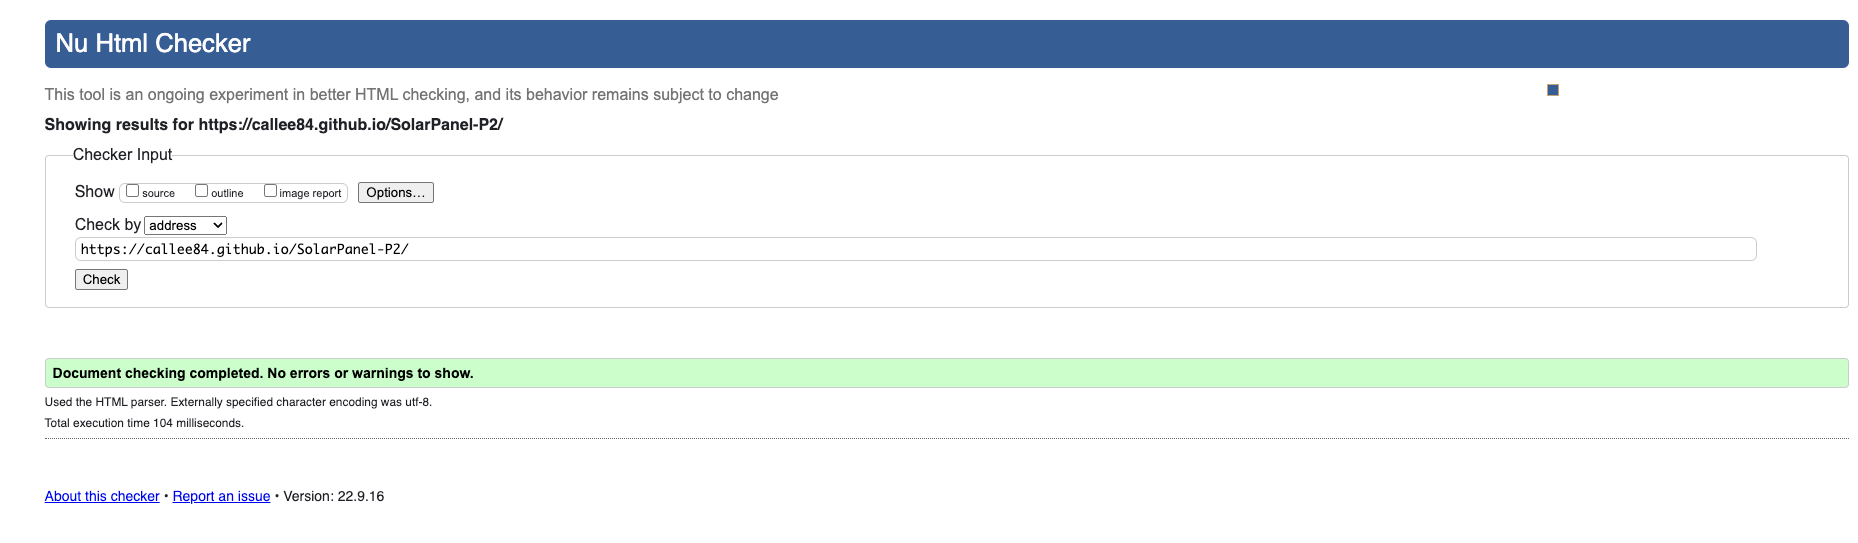 Nu Html Checker
This tool is an ongoing experiment in better HTML checking, and its behavior remains subject to change
Showing results for https://callee84.github.io/SolarPanel-P2/
Checker Input
Show source outline image report Options...
Check by address
https://callee84.github.io/SolarPanel-P2/
Check
Document checking completed. No errors or warnings to show.
Used the HTML parser. Externally specified character encoding was utf-8.
Total execution time 104 milliseconds.
About this checker • Report an issue • Version: 22.9.16